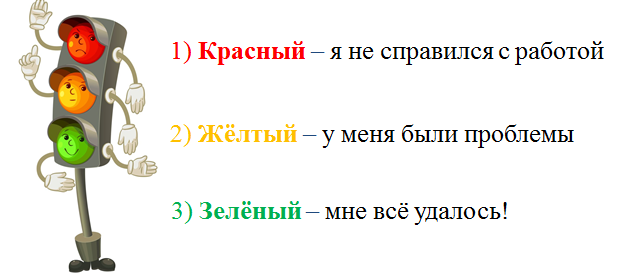 1) Красный – я не справился с работой
2) Жёлтый – у меня были проблемы
3) Зелёный – мне всё удалось!